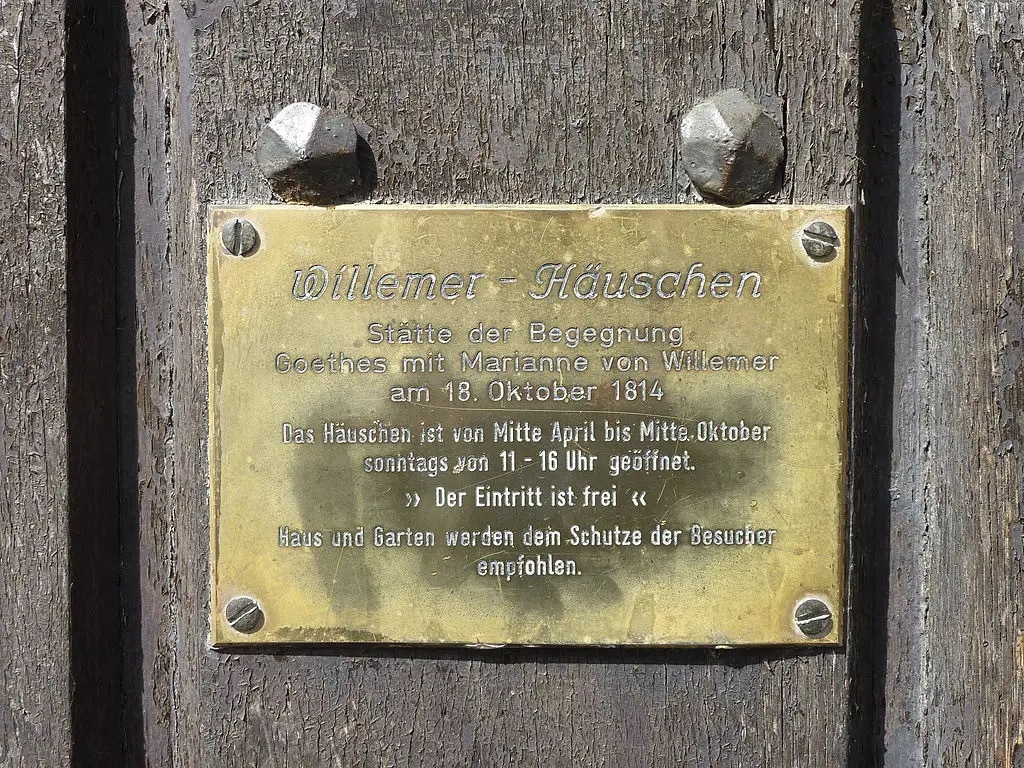 Willemer - Häuschen
Stätte der Begegnung
Goethes mit Marianne von Willemer
am 18. Oktober 1814
Das Häuschen ist von Mitte April bis Mitte Oktober
sonntags von 11 - 16 Uhr geöffnet.
›› Der Eintritt ist frei ‹‹
Haus und Garten werden dem Schutze der Besucher
empfohlen.